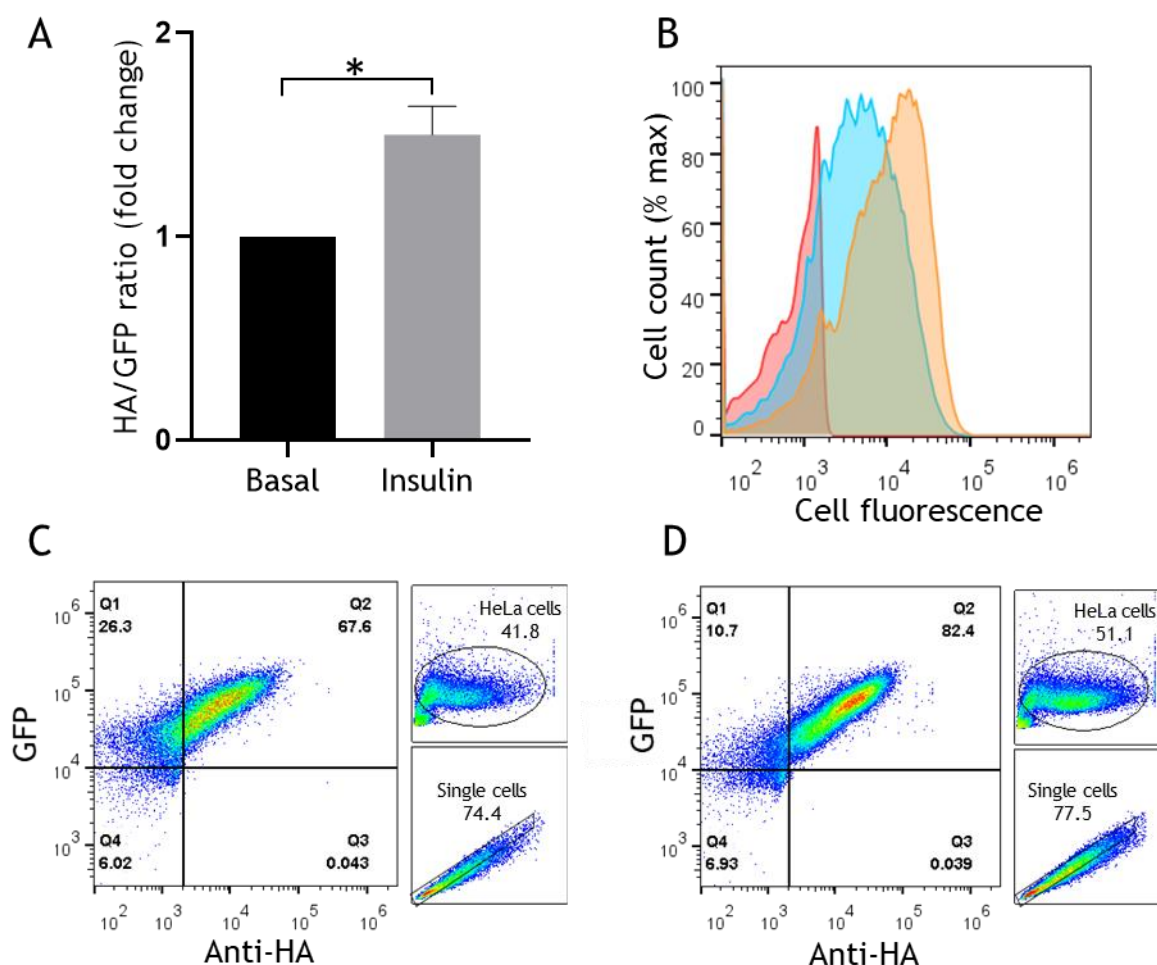 A
HA/GFP ratio (fold change)
2
1
0
*
Basal
Insulin
B
Cell count (% max)
100
80
60
40
20
0
10^2
10^3
10^4
10^5
10^6
Cell fluorescence
C
GFP
10^6
10^5
10^4
10^3
Q1
26.3
Q2
67.6
Q4
6.02
Q3
0.043
10^2
10^3
10^4
10^5
10^6
Anti-HA
HeLa cells
41.8
Single cells
74.4
D
GFP
10^6
10^5
10^4
10^3
Q1
10.7
Q2
82.4
Q4
6.93
Q3
0.039
10^2
10^3
10^4
10^5
10^6
Anti-HA
HeLa cells
51.1
Single cells
77.5